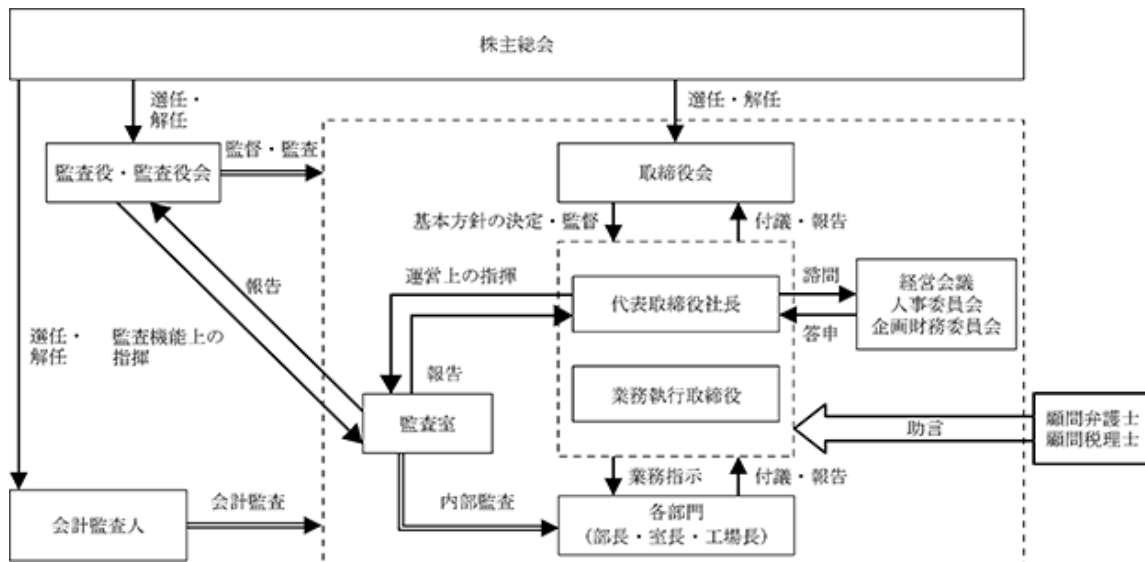 株主総会
選任・
解任
選任・解任
監督・監査
監査役・監査役会
取締役会
基本方針の決定・監督
付議・報告
運営上の指揮
諮問
経営会議
人事委員会
企画財務委員会
代表取締役社長
報告
答申
選任・
解任
監査機能上の
指揮
報告
業務執行取締役
監査室
助言
顧問弁護士
顧問税理士
業務指示
付議・報告
会計監査
内部監査
会計監査人
各部門
(部長・室長・工場長)